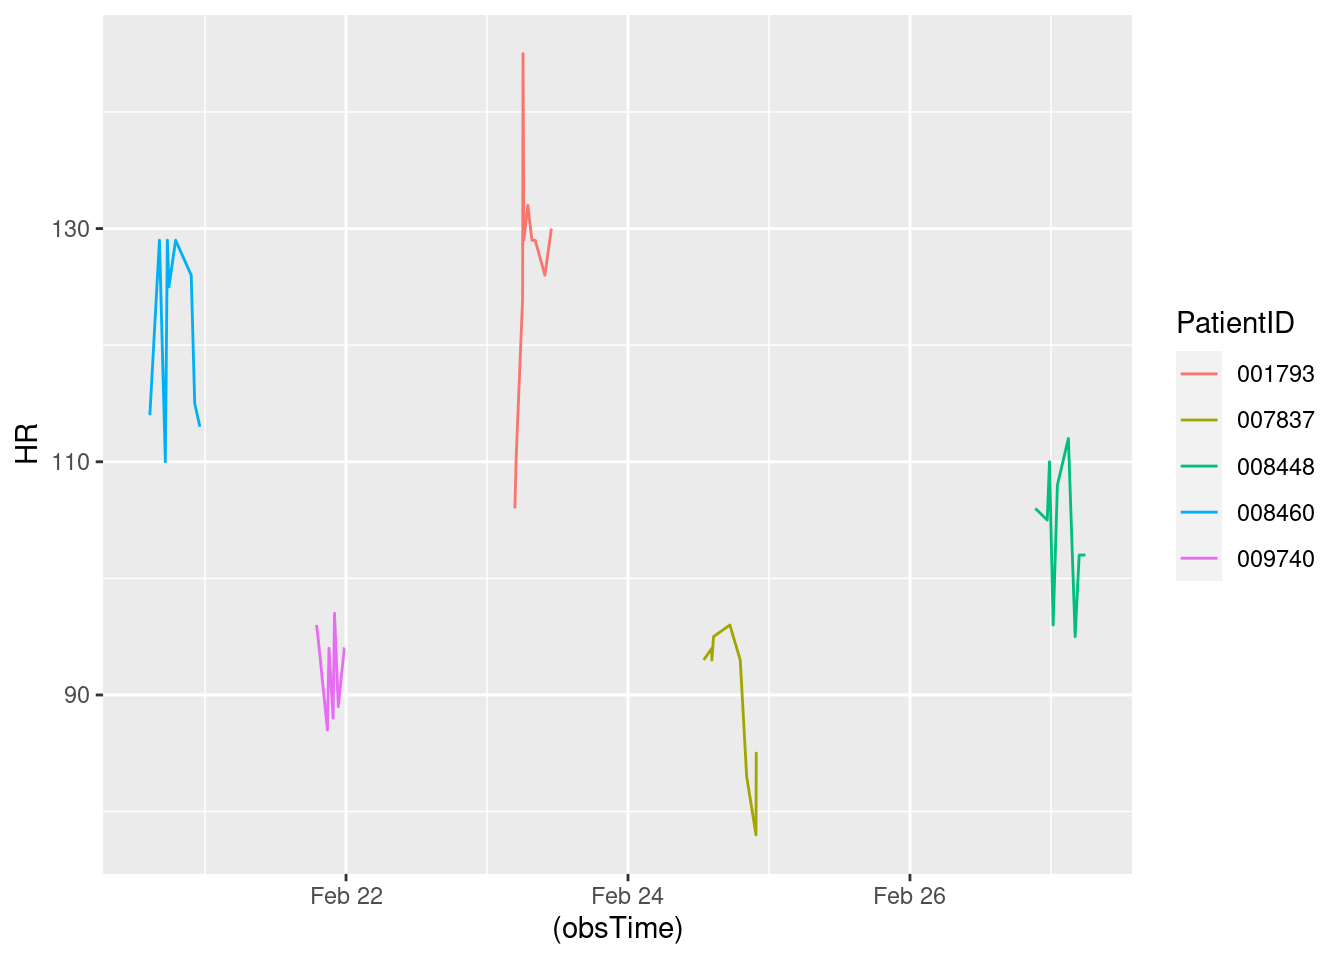 HR
130
110
90
Feb 22
Feb 24
Feb 26
(obsTime)
PatientID
001793
007837
008448
008460
009740